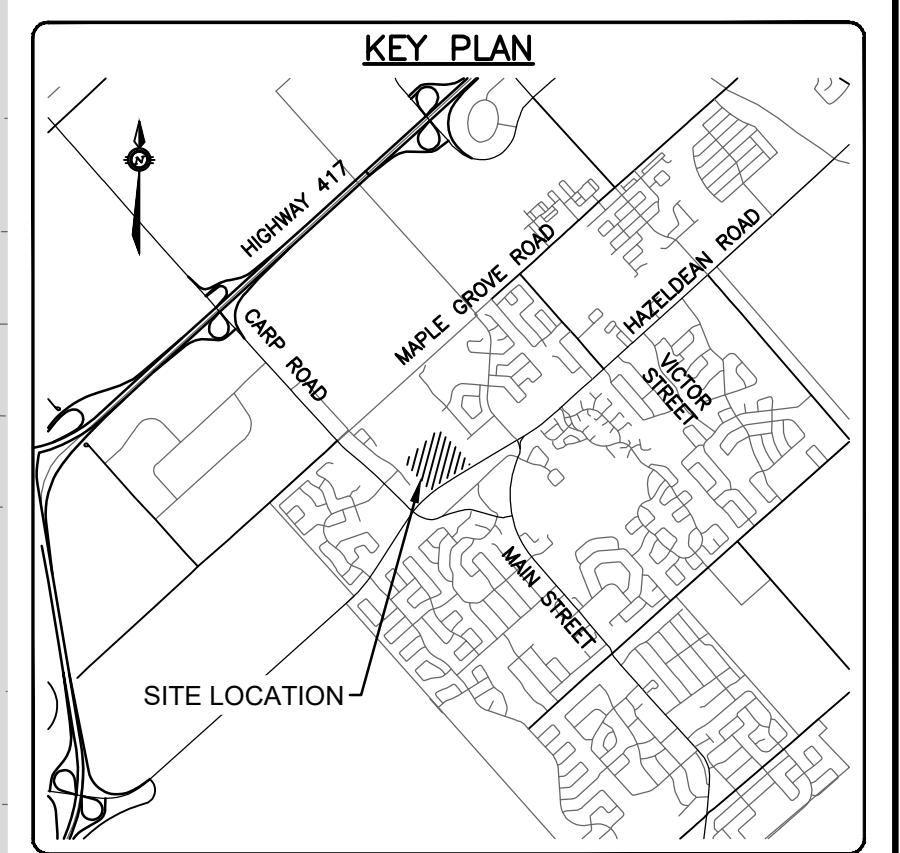 KEY PLAN
N
HIGHWAY 417
MAPLE GROVE ROAD
HAZELDEAN ROAD
CARP ROAD
VICTOR
STREET
MAIN STREET
SITE LOCATION